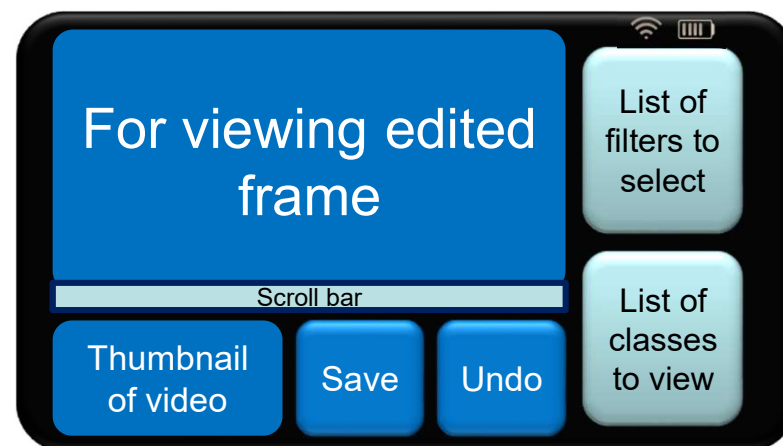 For viewing edited
frame
List of
filters to
select
Scroll bar
Thumbnail
of video
Save
Undo
List of
classes
to view